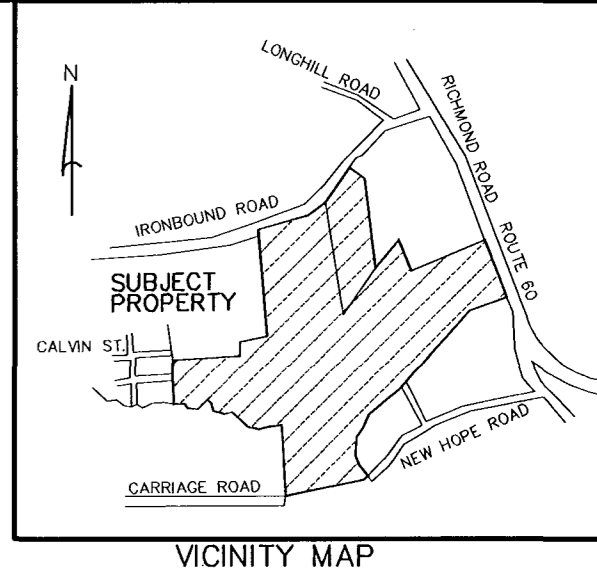 LONGHILL ROAD
N
RICHMOND ROAD ROUTE 60
IRONBOUND ROAD
SUBJECT
PROPERTY
CALVIN ST.
NEW HOPE ROAD
CARRIAGE ROAD
VICINITY MAP